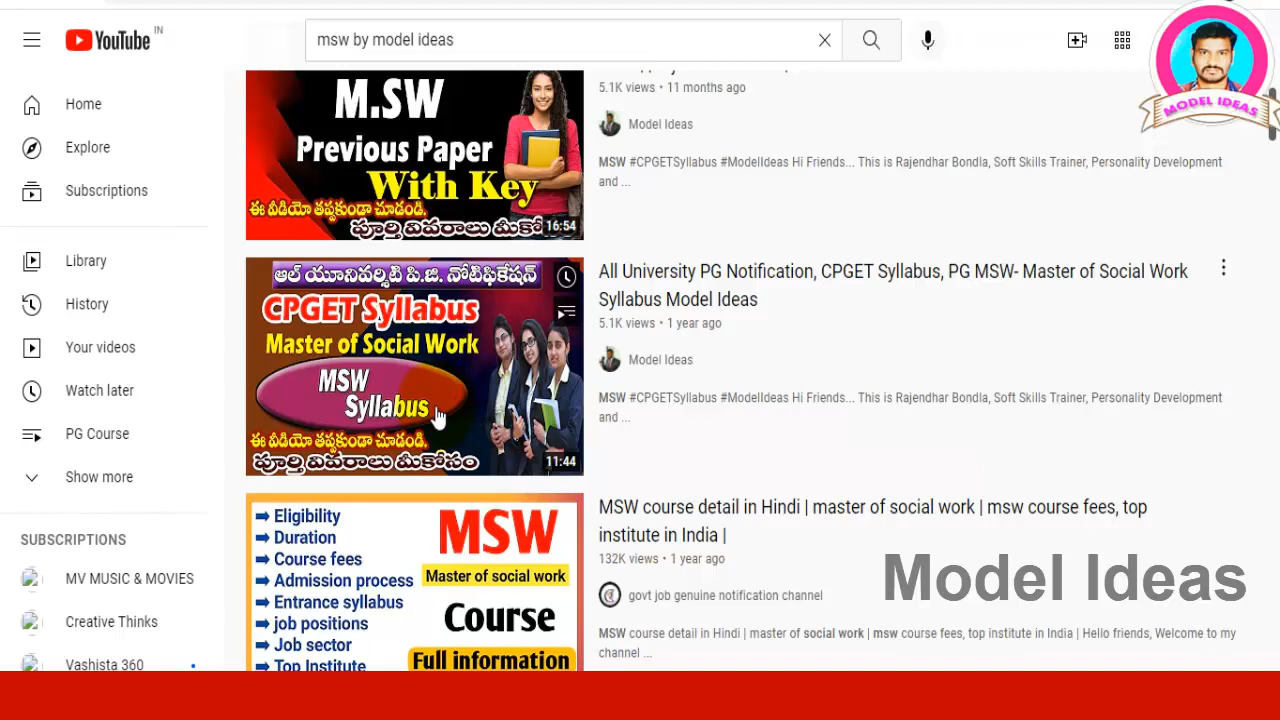 YouTube IN
msw by model ideas
MODEL IDEAS
Home
Explore
Subscriptions
Library
History
Your videos
Watch later
PG Course
Show more
SUBSCRIPTIONS
MV MUSIC & MOVIES
Creative Thinks
Vashista 360
M.SW
Previous Paper
With Key
ఈ వీడియో తప్పకుండా చూడండి.
పూర్తి వివరాలు మీకో
16:54
5.1K views • 11 months ago
Model Ideas
MSW #CPGETSyllabus #ModelIdeas Hi Friends... This is Rajendhar Bondla, Soft Skills Trainer, Personality Development
and ...
ఆల్ యూనివర్శిటి పి.జి. నోటిఫికేషన్
CPGET Syllabus
Master of Social Work
MSW
Syllabus
ఈ వీడియో తప్పకుండా చూడండి.
పూర్తి వివరాలు మీకోసం
11:44
All University PG Notification, CPGET Syllabus, PG MSW- Master of Social Work
Syllabus Model Ideas
5.1K views • 1 year ago
Model Ideas
MSW #CPGETSyllabus #ModelIdeas Hi Friends... This is Rajendhar Bondla, Soft Skills Trainer, Personality Development
and ...
➡ Eligibility
➡ Duration
➡ Course fees
➡ Admission process
➡ Entrance syllabus
➡ job positions
➡ Job sector
➡ Top Institute
MSW
Master of social work
Course
Full information
MSW course detail in Hindi | master of social work | msw course fees, top
institute in India |
132K views • 1 year ago
govt job genuine notification channel
MSW course detail in Hindi | master of social work | msw course fees, top institute in India | Hello friends, Welcome to my
channel ...
Model Ideas